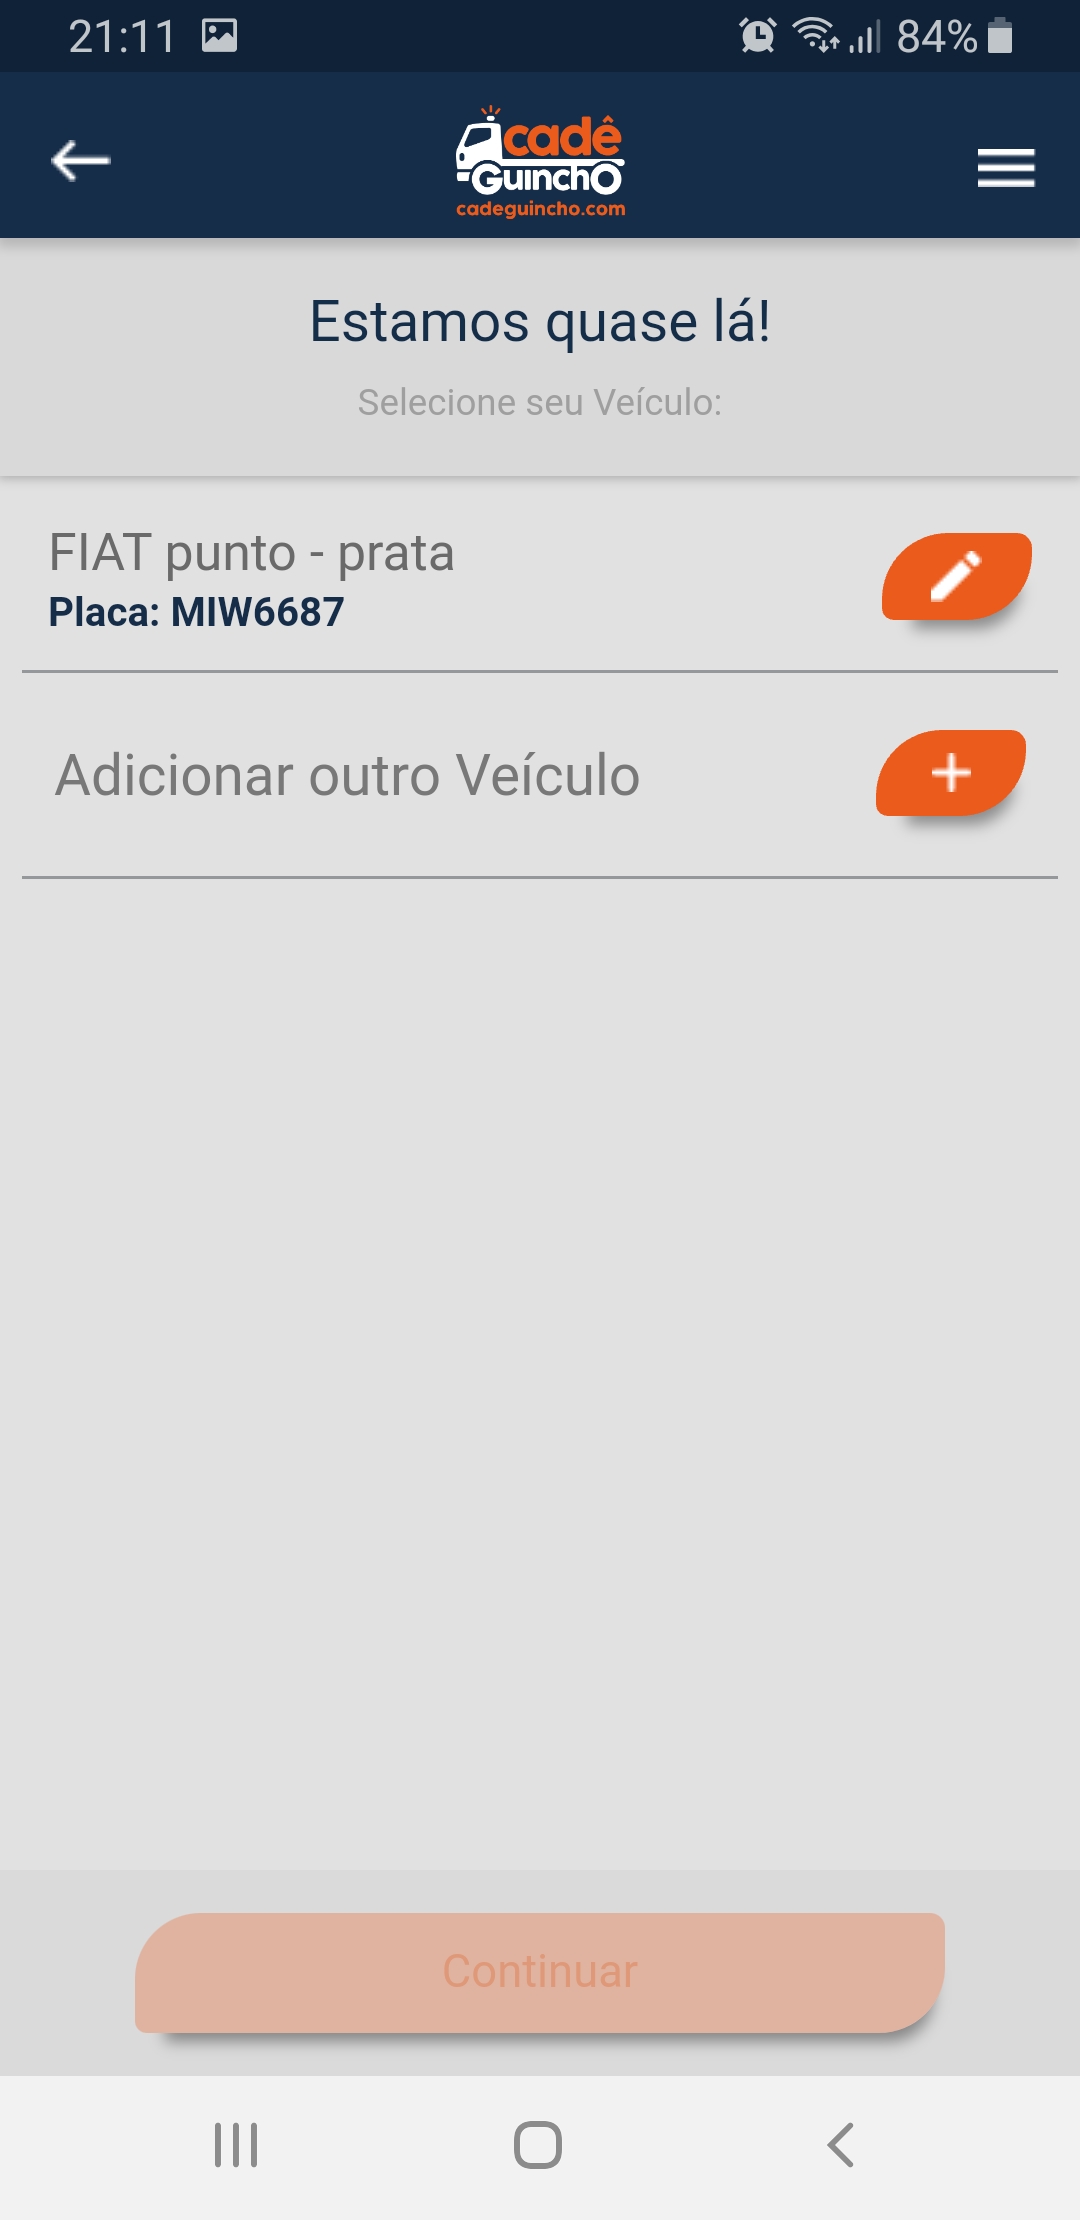 21:11
84%
cadê
Guincho
cadeguincho.com
Estamos quase lá!
Selecione seu Veículo:
FIAT punto - prata
Placa: MIW6687
Adicionar outro Veículo
Continuar